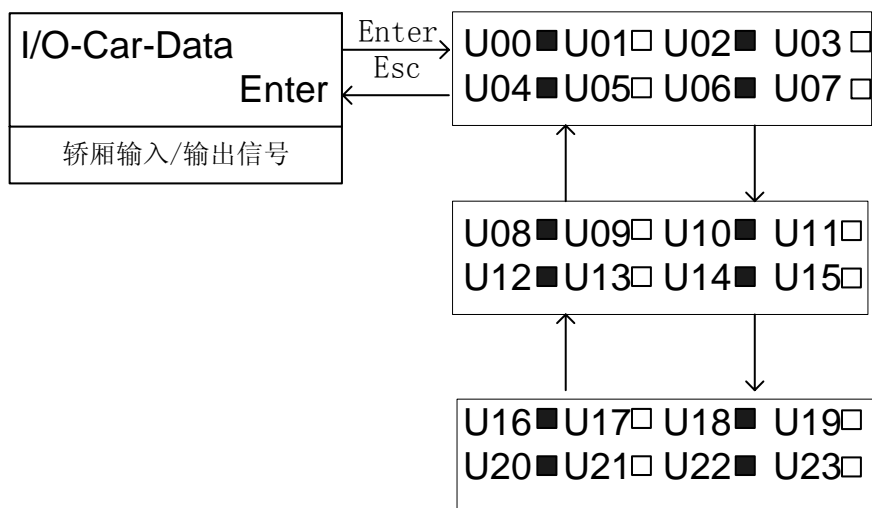 I/O-Car-Data
Enter
轿厢输入/输出信号
Enter
Esc
U00■U01□ U02■ U03□
U04■U05□ U06■ U07□
U08■U09□ U10■ U11□
U12■U13□ U14■ U15□
U16■U17□ U18■ U19□
U20■U21□ U22■ U23□